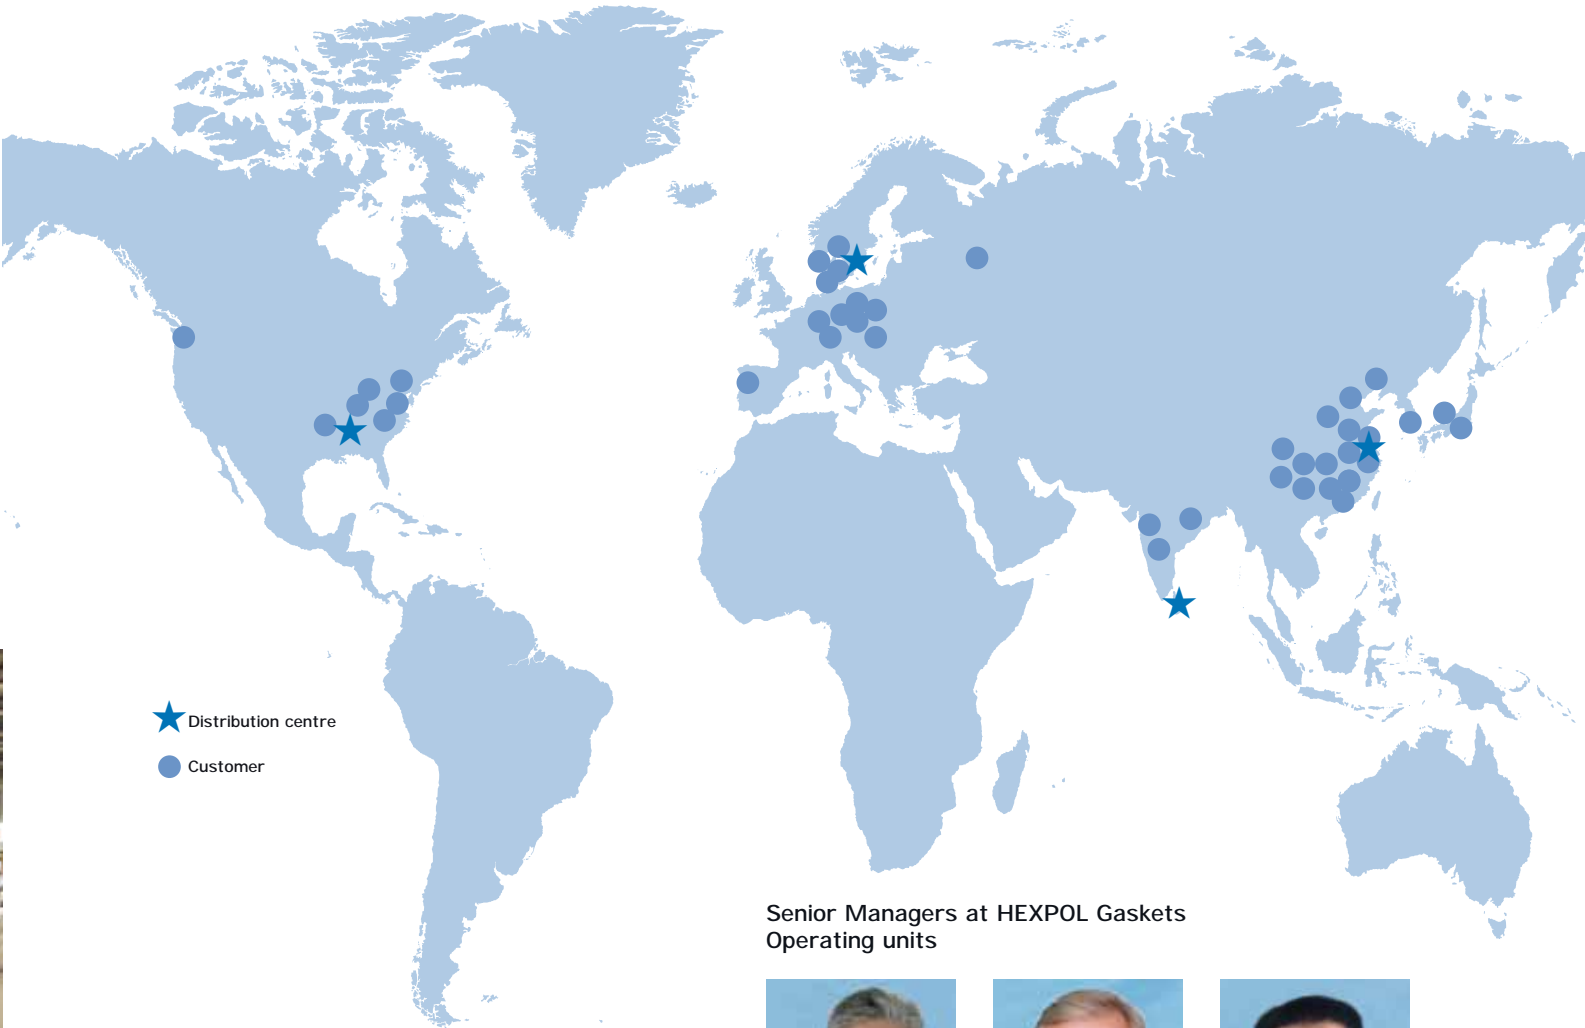 Distribution centre
Customer
Senior Managers at HEXPOL Gaskets
Operating units